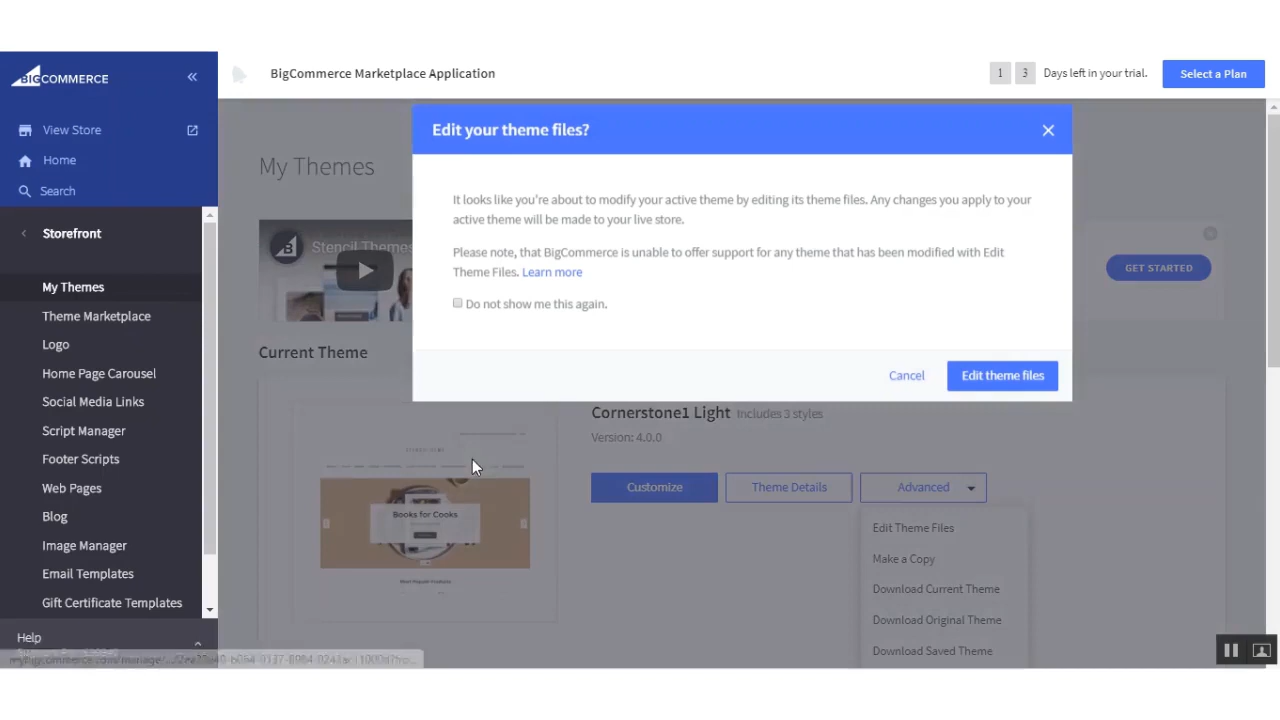 BIGCOMMERCE
BigCommerce Marketplace Application
1 3 Days left in your trial.
Select a Plan
View Store
Home
Search
Storefront
My Themes
Theme Marketplace
Logo
Home Page Carousel
Social Media Links
Script Manager
Footer Scripts
Web Pages
Blog
Image Manager
Email Templates
Gift Certificate Templates
Help
My Themes
Stencil Themes
GET STARTED
Edit your theme files?
It looks like you're about to modify your active theme by editing its theme files. Any changes you apply to your
active theme will be made to your live store.
Please note, that BigCommerce is unable to offer support for any theme that has been modified with Edit
Theme Files. Learn more
Do not show me this again.
Cancel
Edit theme files
Current Theme
Cornerstone1 Light Includes 3 styles
Version: 4.0.0
Customize
Theme Details
Advanced
Books for Cooks
Most Popular Products
Edit Theme Files
Make a Copy
Download Current Theme
Download Original Theme
Download Saved Theme